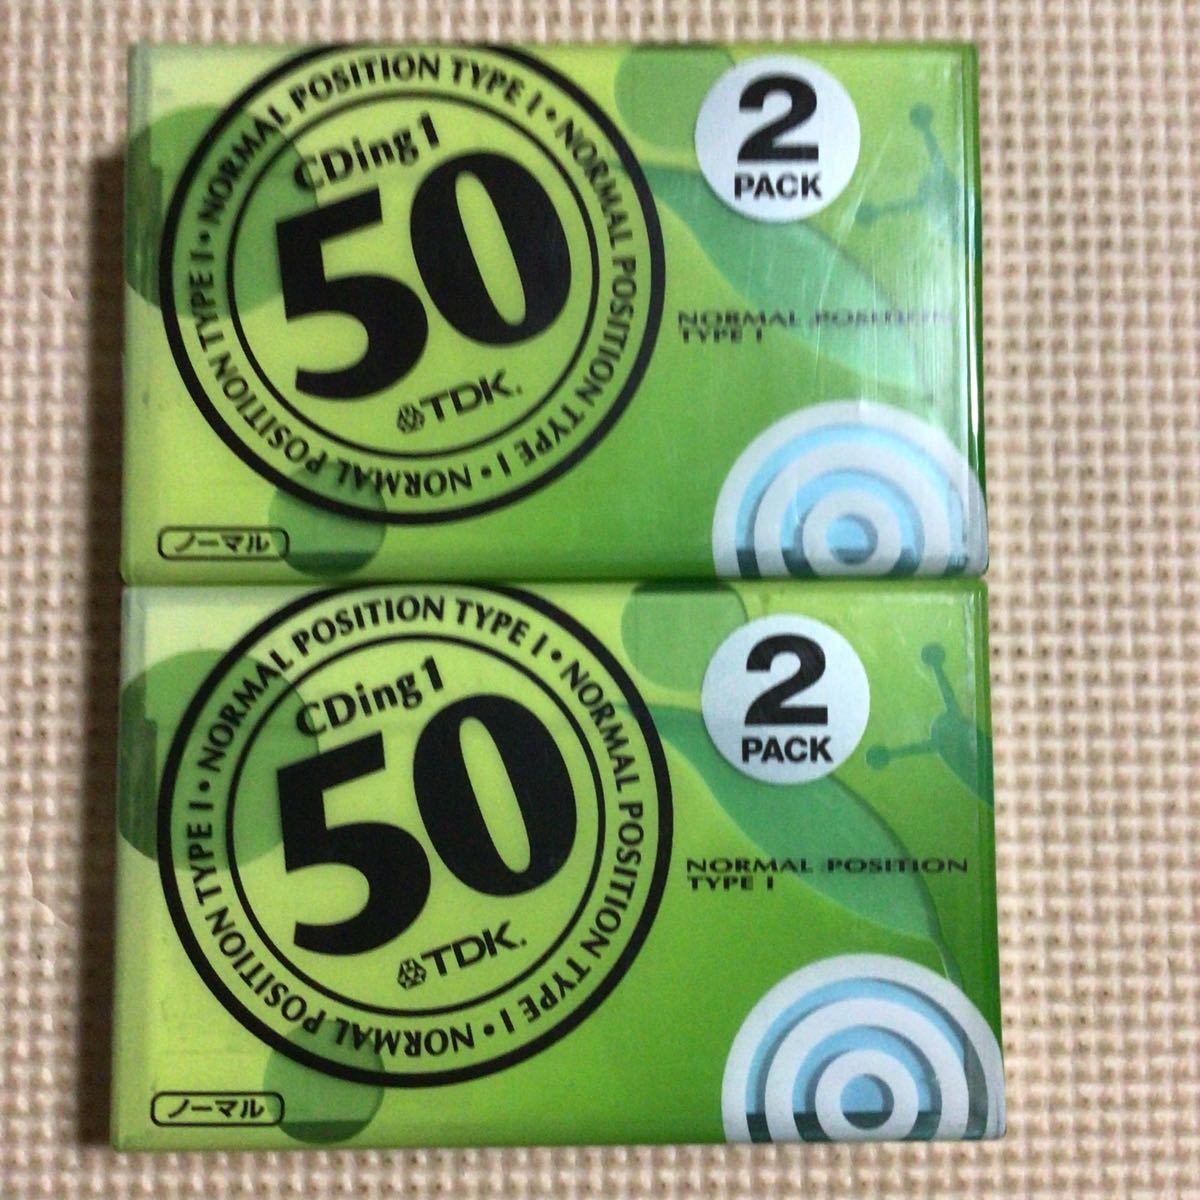 NORMAL POSITION TYPE I • NORMAL POSITION TYPE I • NORMAL POSITION TYPE I •
CDing1
50
TDK.
2
PACK
NORMAL POSITION
TYPE I
ノーマル
NORMAL POSITION TYPE I • NORMAL POSITION TYPE I • NORMAL POSITION TYPE I •
CDing1
50
TDK.
2
PACK
NORMAL POSITION
TYPE I
ノーマル